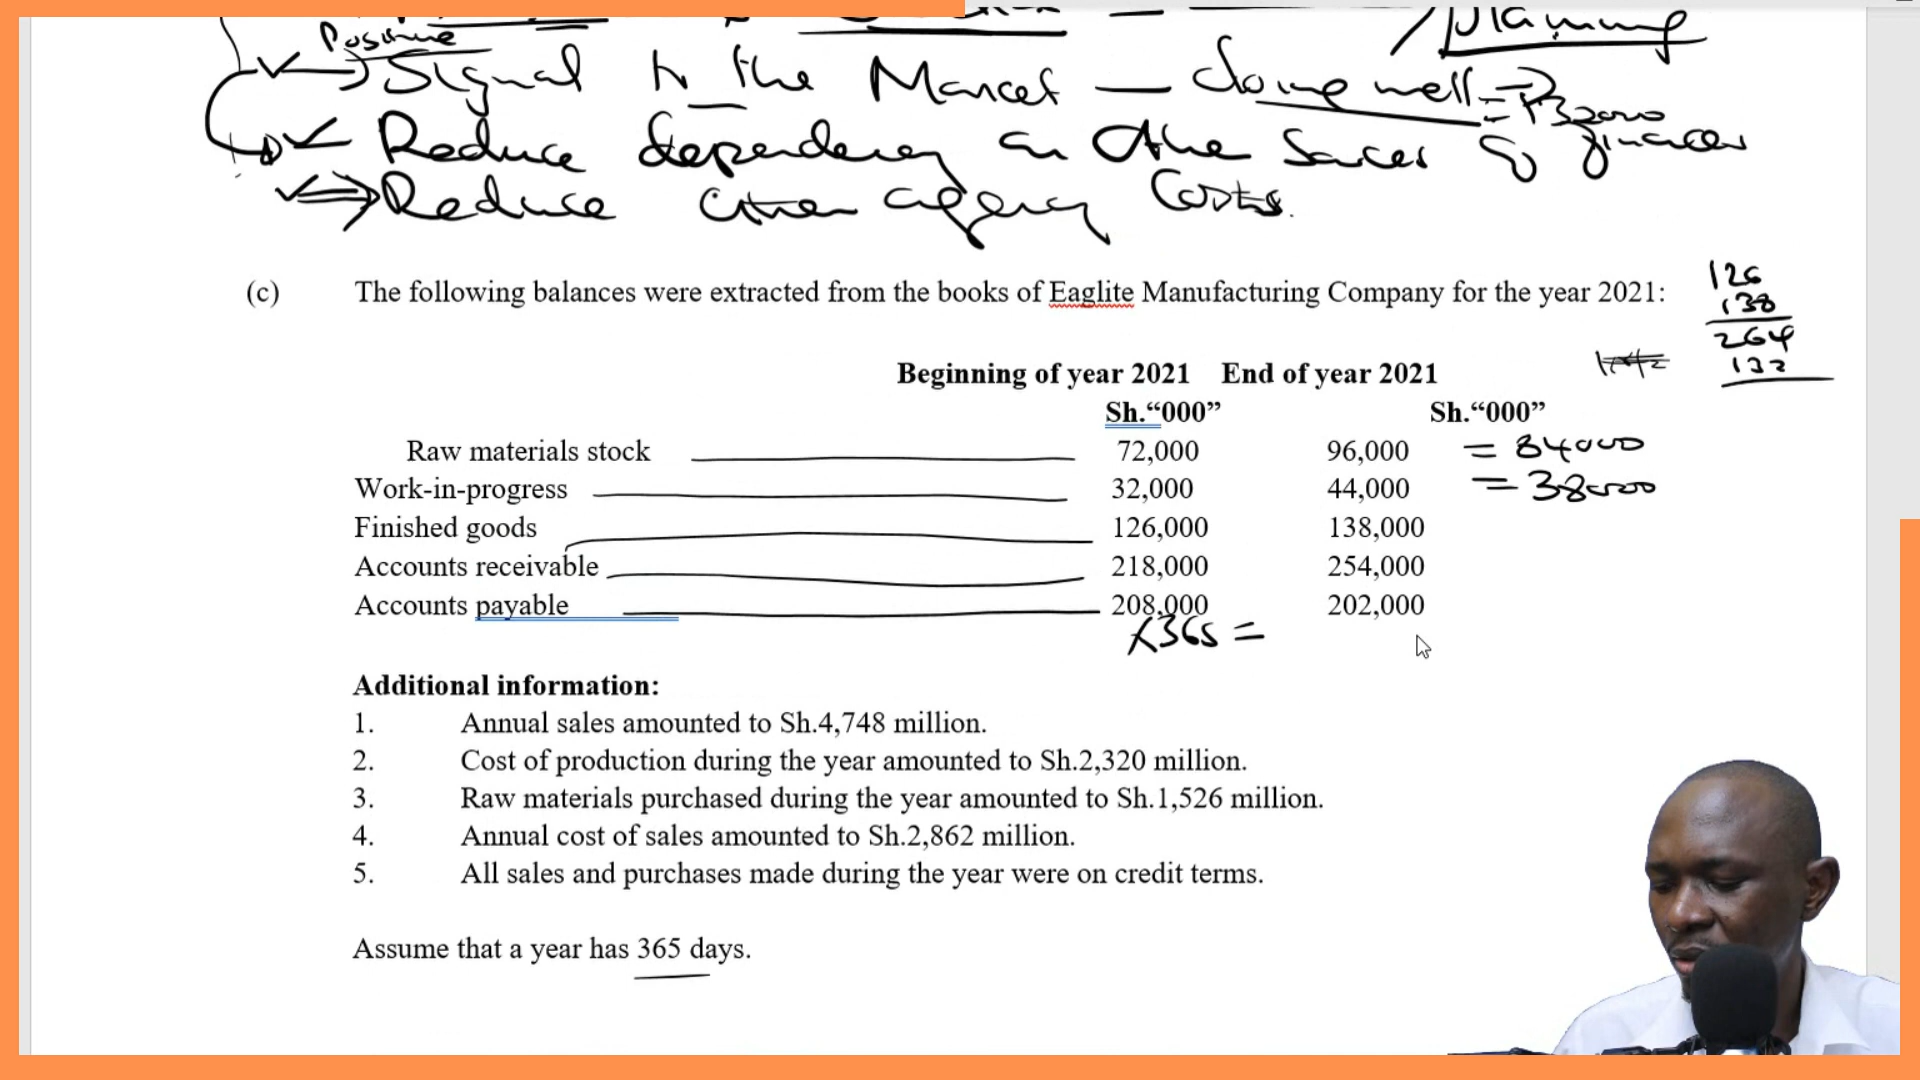 planning
Positive
Signal to the Market — doing well =
Reduce dependency on other sources of finances
Reduce other agency costs.
(c) The following balances were extracted from the books of Eaglite Manufacturing Company for the year 2021:
126
138
264
132
Beginning of year 2021 End of year 2021
Sh.“000” Sh.“000”
Raw materials stock 72,000 96,000 = 84000
Work-in-progress 32,000 44,000 = 38000
Finished goods 126,000 138,000
Accounts receivable 218,000 254,000
Accounts payable 208,000 202,000
x365 =
Additional information:
1. Annual sales amounted to Sh.4,748 million.
2. Cost of production during the year amounted to Sh.2,320 million.
3. Raw materials purchased during the year amounted to Sh.1,526 million.
4. Annual cost of sales amounted to Sh.2,862 million.
5. All sales and purchases made during the year were on credit terms.
Assume that a year has 365 days.